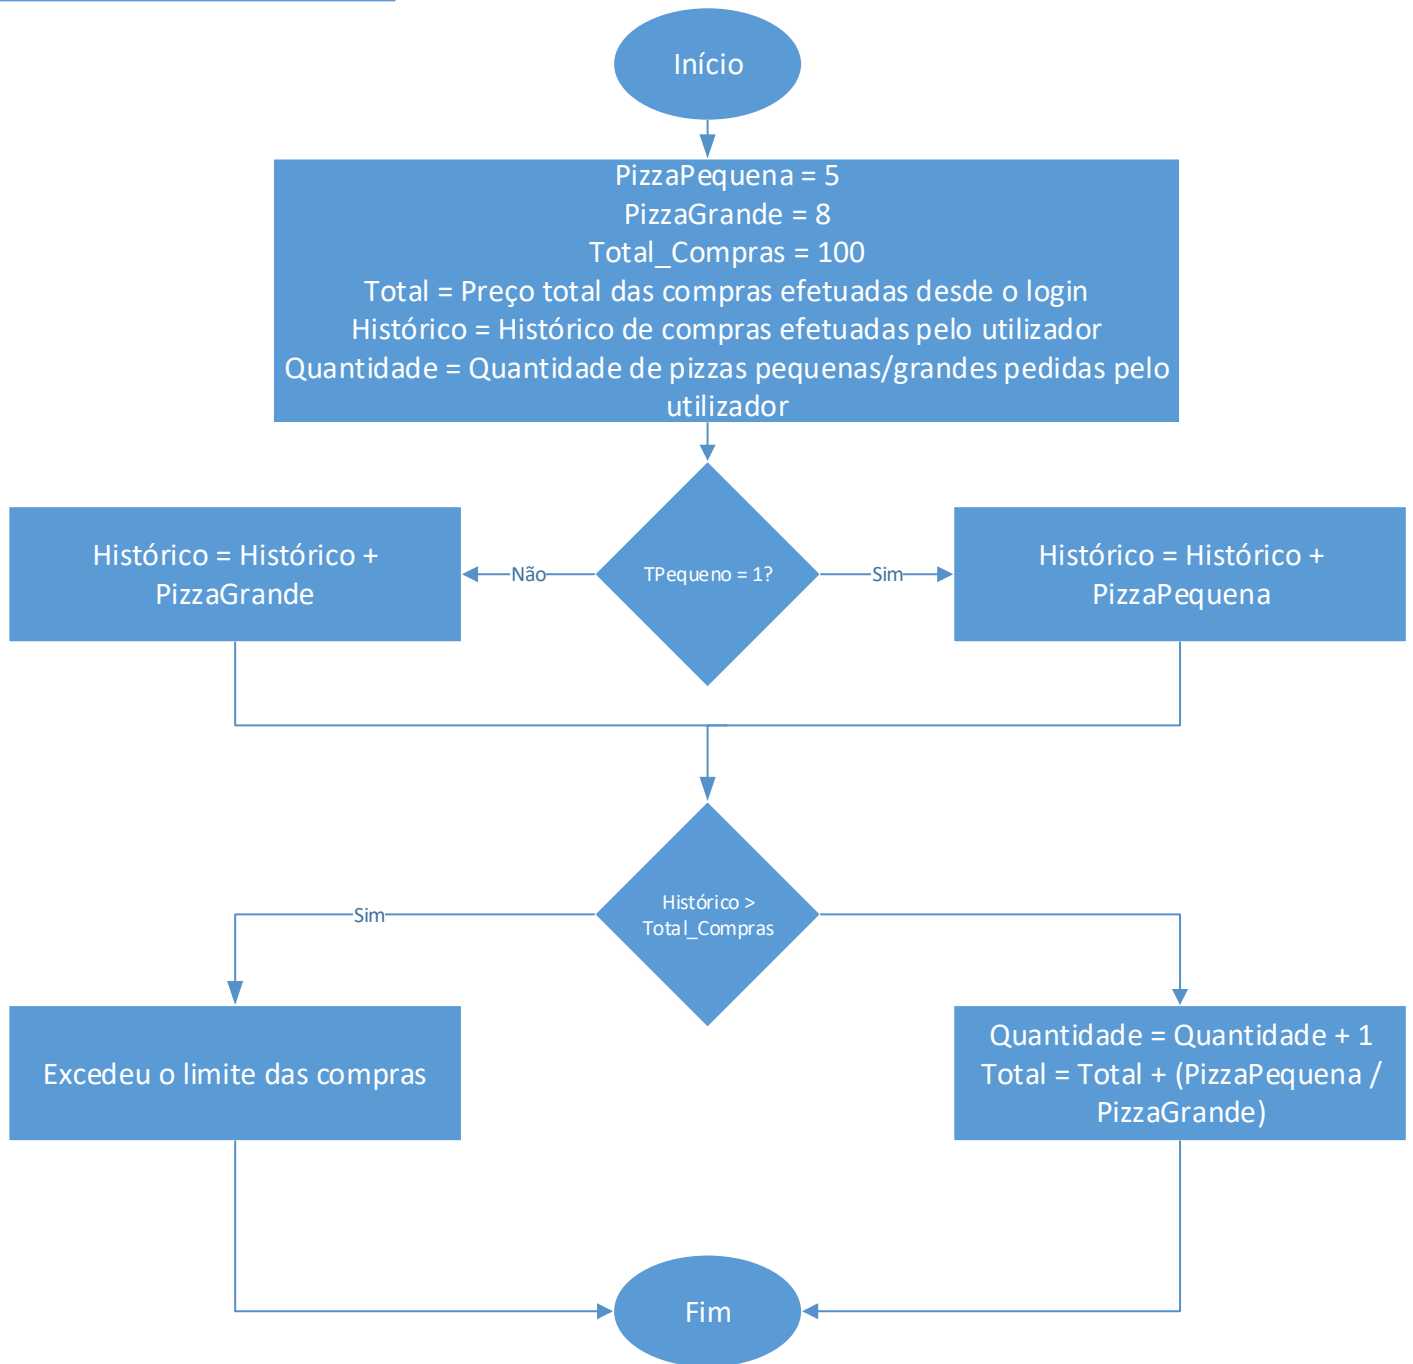 Início
PizzaPequena = 5
PizzaGrande = 8
Total_Compras = 100
Total = Preço total das compras efetuadas desde o login
Histórico = Histórico de compras efetuadas pelo utilizador
Quantidade = Quantidade de pizzas pequenas/grandes pedidas pelo
utilizador
Histórico = Histórico +
PizzaGrande
Não
TPequeno = 1?
Sim
Histórico = Histórico +
PizzaPequena
Histórico >
Total_Compras
Sim
Excedeu o limite das compras
Quantidade = Quantidade + 1
Total = Total + (PizzaPequena /
PizzaGrande)
Fim